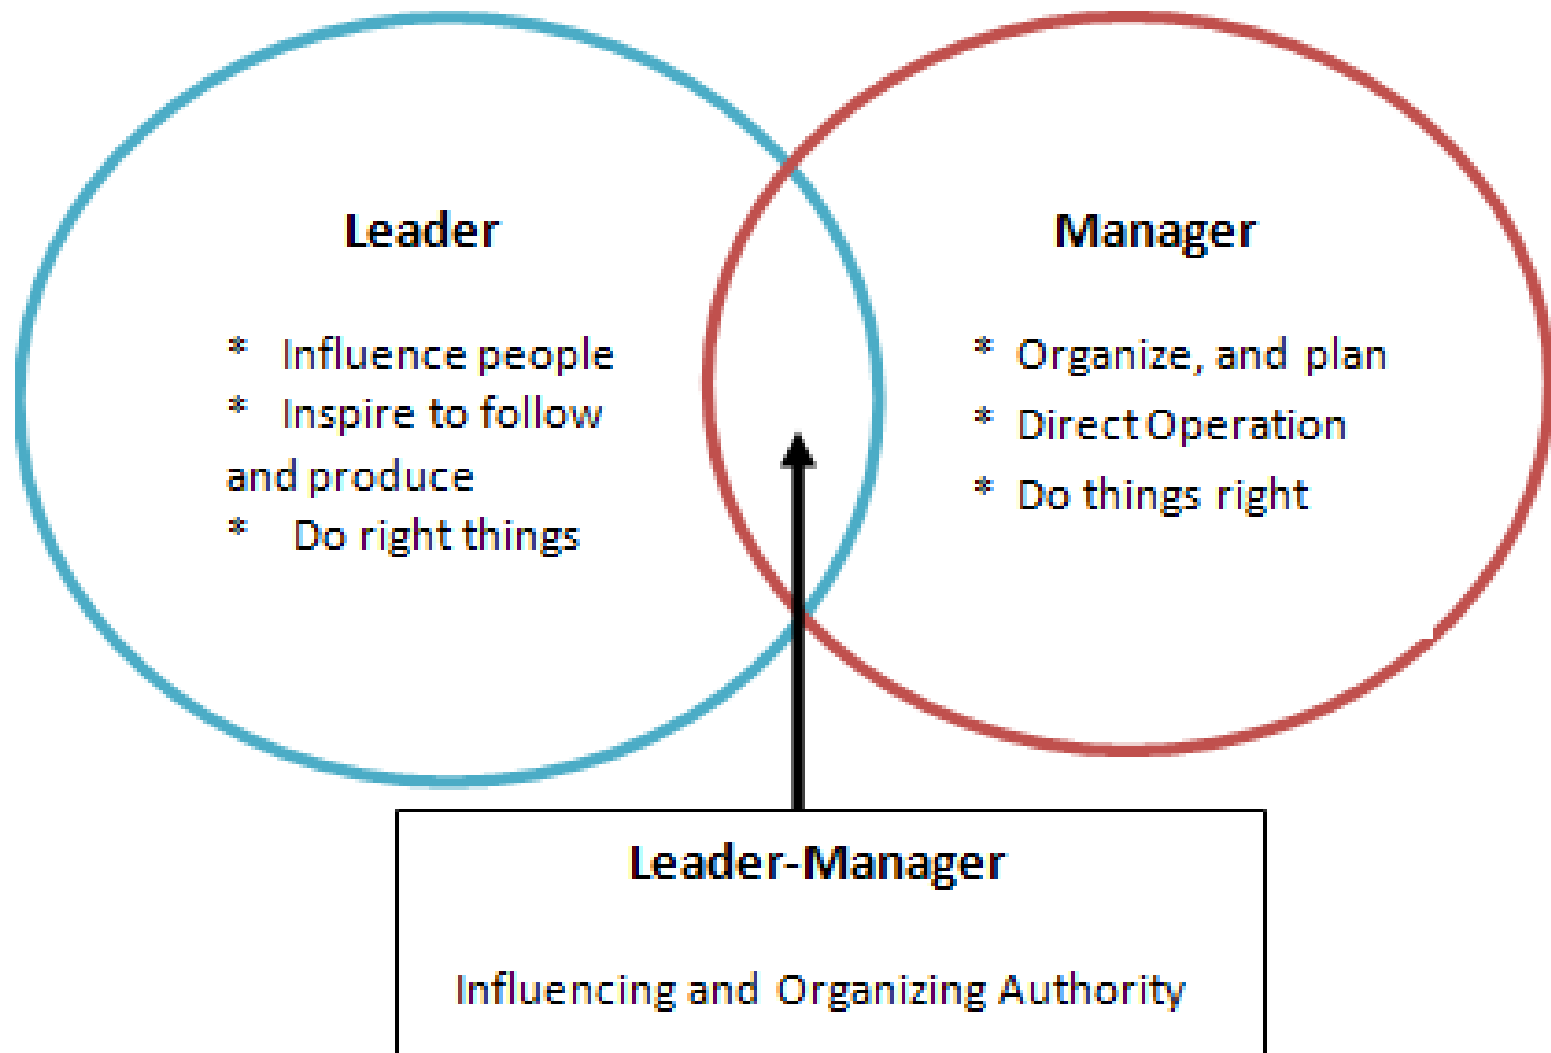 Leader
* Influence people
* Inspire to follow
and produce
* Do right things
Manager
* Organize, and plan
* Direct Operation
* Do things right
Leader-Manager
Influencing and Organizing Authority